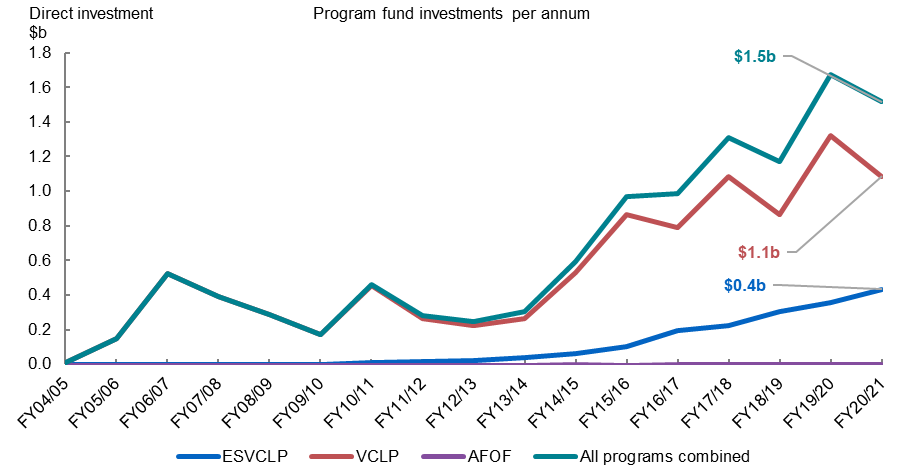 Direct investment
$b
Program fund investments per annum
1.8
1.6
1.4
1.2
1.0
0.8
0.6
0.4
0.2
0.0
$1.5b
$1.1b
$0.4b
FY04/05
FY05/06
FY06/07
FY07/08
FY08/09
FY09/10
FY10/11
FY11/12
FY12/13
FY13/14
FY14/15
FY15/16
FY16/17
FY17/18
FY18/19
FY19/20
FY20/21
ESVCLP
VCLP
AFOF
All programs combined